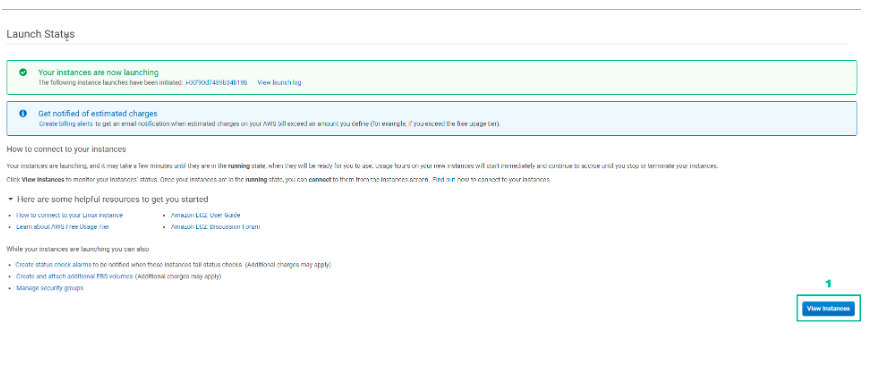 Launch Status
Your instances are now launching
The following instance launches have been initiated: i-00f90d7489b34b19b View launch log
Get notified of estimated charges
Create billing alerts to get an email notification when estimated charges on your AWS bill exceed an amount you define (for example, if you exceed the free usage tier).
How to connect to your instances
Your instances are launching, and it may take a few minutes until they are in the running state, when they will be ready for you to use. Usage hours on your new instances will start immediately and continue to accrue until you stop or terminate your instances.
Click View Instances to monitor your instances' status. Once your instances are in the running state, you can connect to them from the Instances screen. Find out how to connect to your instances.
Here are some helpful resources to get you started
How to connect to your Linux instance
Amazon EC2: User Guide
Learn about AWS Free Usage Tier
Amazon EC2: Discussion Forum
While your instances are launching you can also
Create status check alarms to be notified when these instances fail status checks. (Additional charges may apply)
Create and attach additional EBS volumes (Additional charges may apply)
Manage security groups
1
View Instances